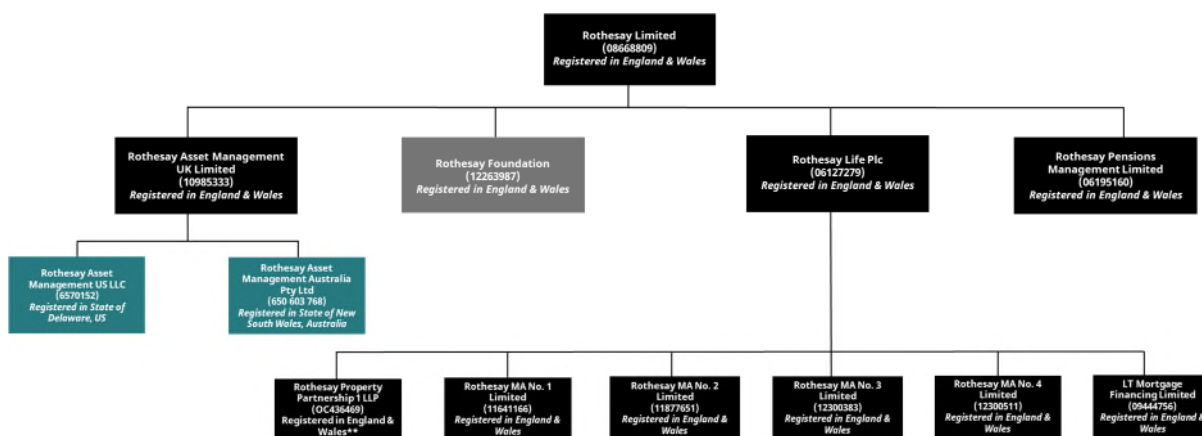 Rothesay Limited
(08668809)
Registered in England & Wales
Rothesay Asset Management
UK Limited
(10985333)
Registered in England & Wales
Rothesay Foundation
(12263987)
Registered in England & Wales
Rothesay Life Plc
(06127279)
Registered in England & Wales
Rothesay Pensions
Management Limited
(06195160)
Registered in England & Wales
Rothesay Asset
Management US LLC
(6570152)
Registered in State of
Delaware, US
Rothesay Asset
Management Australia
Pty Ltd
(650 603 768)
Registered in State of New
South Wales, Australia
Rothesay Property
Partnership 1 LLP
(OC436469)
Registered in England &
Wales**
Rothesay MA No. 1
Limited
(11641166)
Registered in England &
Wales
Rothesay MA No. 2
Limited
(11877651)
Registered in England &
Wales
Rothesay MA No. 3
Limited
(12300383)
Registered in England &
Wales
Rothesay MA No. 4
Limited
(12300511)
Registered in England &
Wales
LT Mortgage
Financing Limited
(09444756)
Registered in England &
Wales